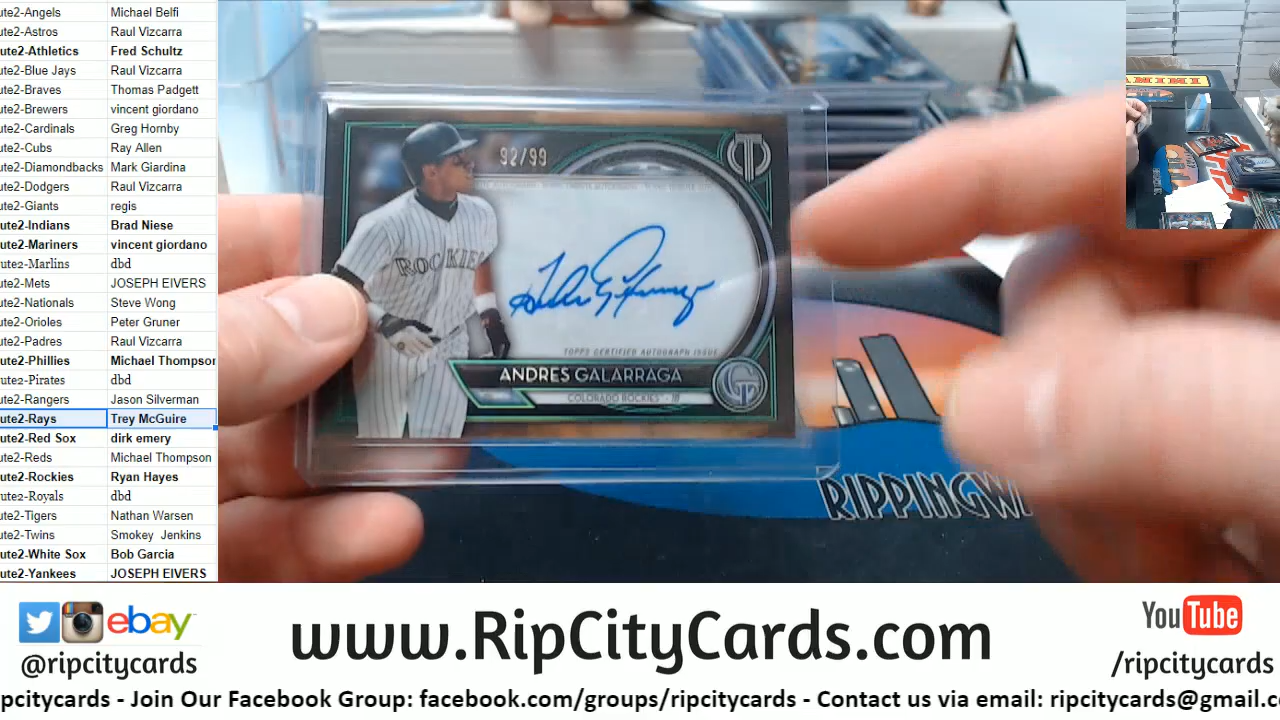 ute2-Angels Michael Belfi
ute2-Astros Raul Vizcarra
ute2-Athletics Fred Schultz
ute2-Blue Jays Raul Vizcarra
ute2-Braves Thomas Padgett
ute2-Brewers vincent giordano
ute2-Cardinals Greg Hornby
ute2-Cubs Ray Allen
ute2-Diamondbacks Mark Giardina
ute2-Dodgers Raul Vizcarra
ute2-Giants regis
ute2-Indians Brad Niese
ute2-Mariners vincent giordano
ute2-Marlins dbd
ute2-Mets JOSEPH EIVERS
ute2-Nationals Steve Wong
ute2-Orioles Peter Gruner
ute2-Padres Raul Vizcarra
ute2-Phillies Michael Thompson
ute2-Pirates dbd
ute2-Rangers Jason Silverman
ute2-Rays Trey McGuire
ute2-Red Sox dirk emery
ute2-Reds Michael Thompson
ute2-Rockies Ryan Hayes
ute2-Royals dbd
ute2-Tigers Nathan Warsen
ute2-Twins Smokey Jenkins
ute2-White Sox Bob Garcia
ute2-Yankees JOSEPH EIVERS
92/99
ROCKIES
TOPPS CERTIFIED AUTOGRAPH ISSUE
ANDRES GALARRAGA
COLORADO ROCKIES - 1B
RIPPINGW
PANINI
ebay
@ripcitycards
www.RipCityCards.com
YouTube
/ripcitycards
pcitycards - Join Our Facebook Group: facebook.com/groups/ripcitycards - Contact us via email: ripcitycards@gmail.c